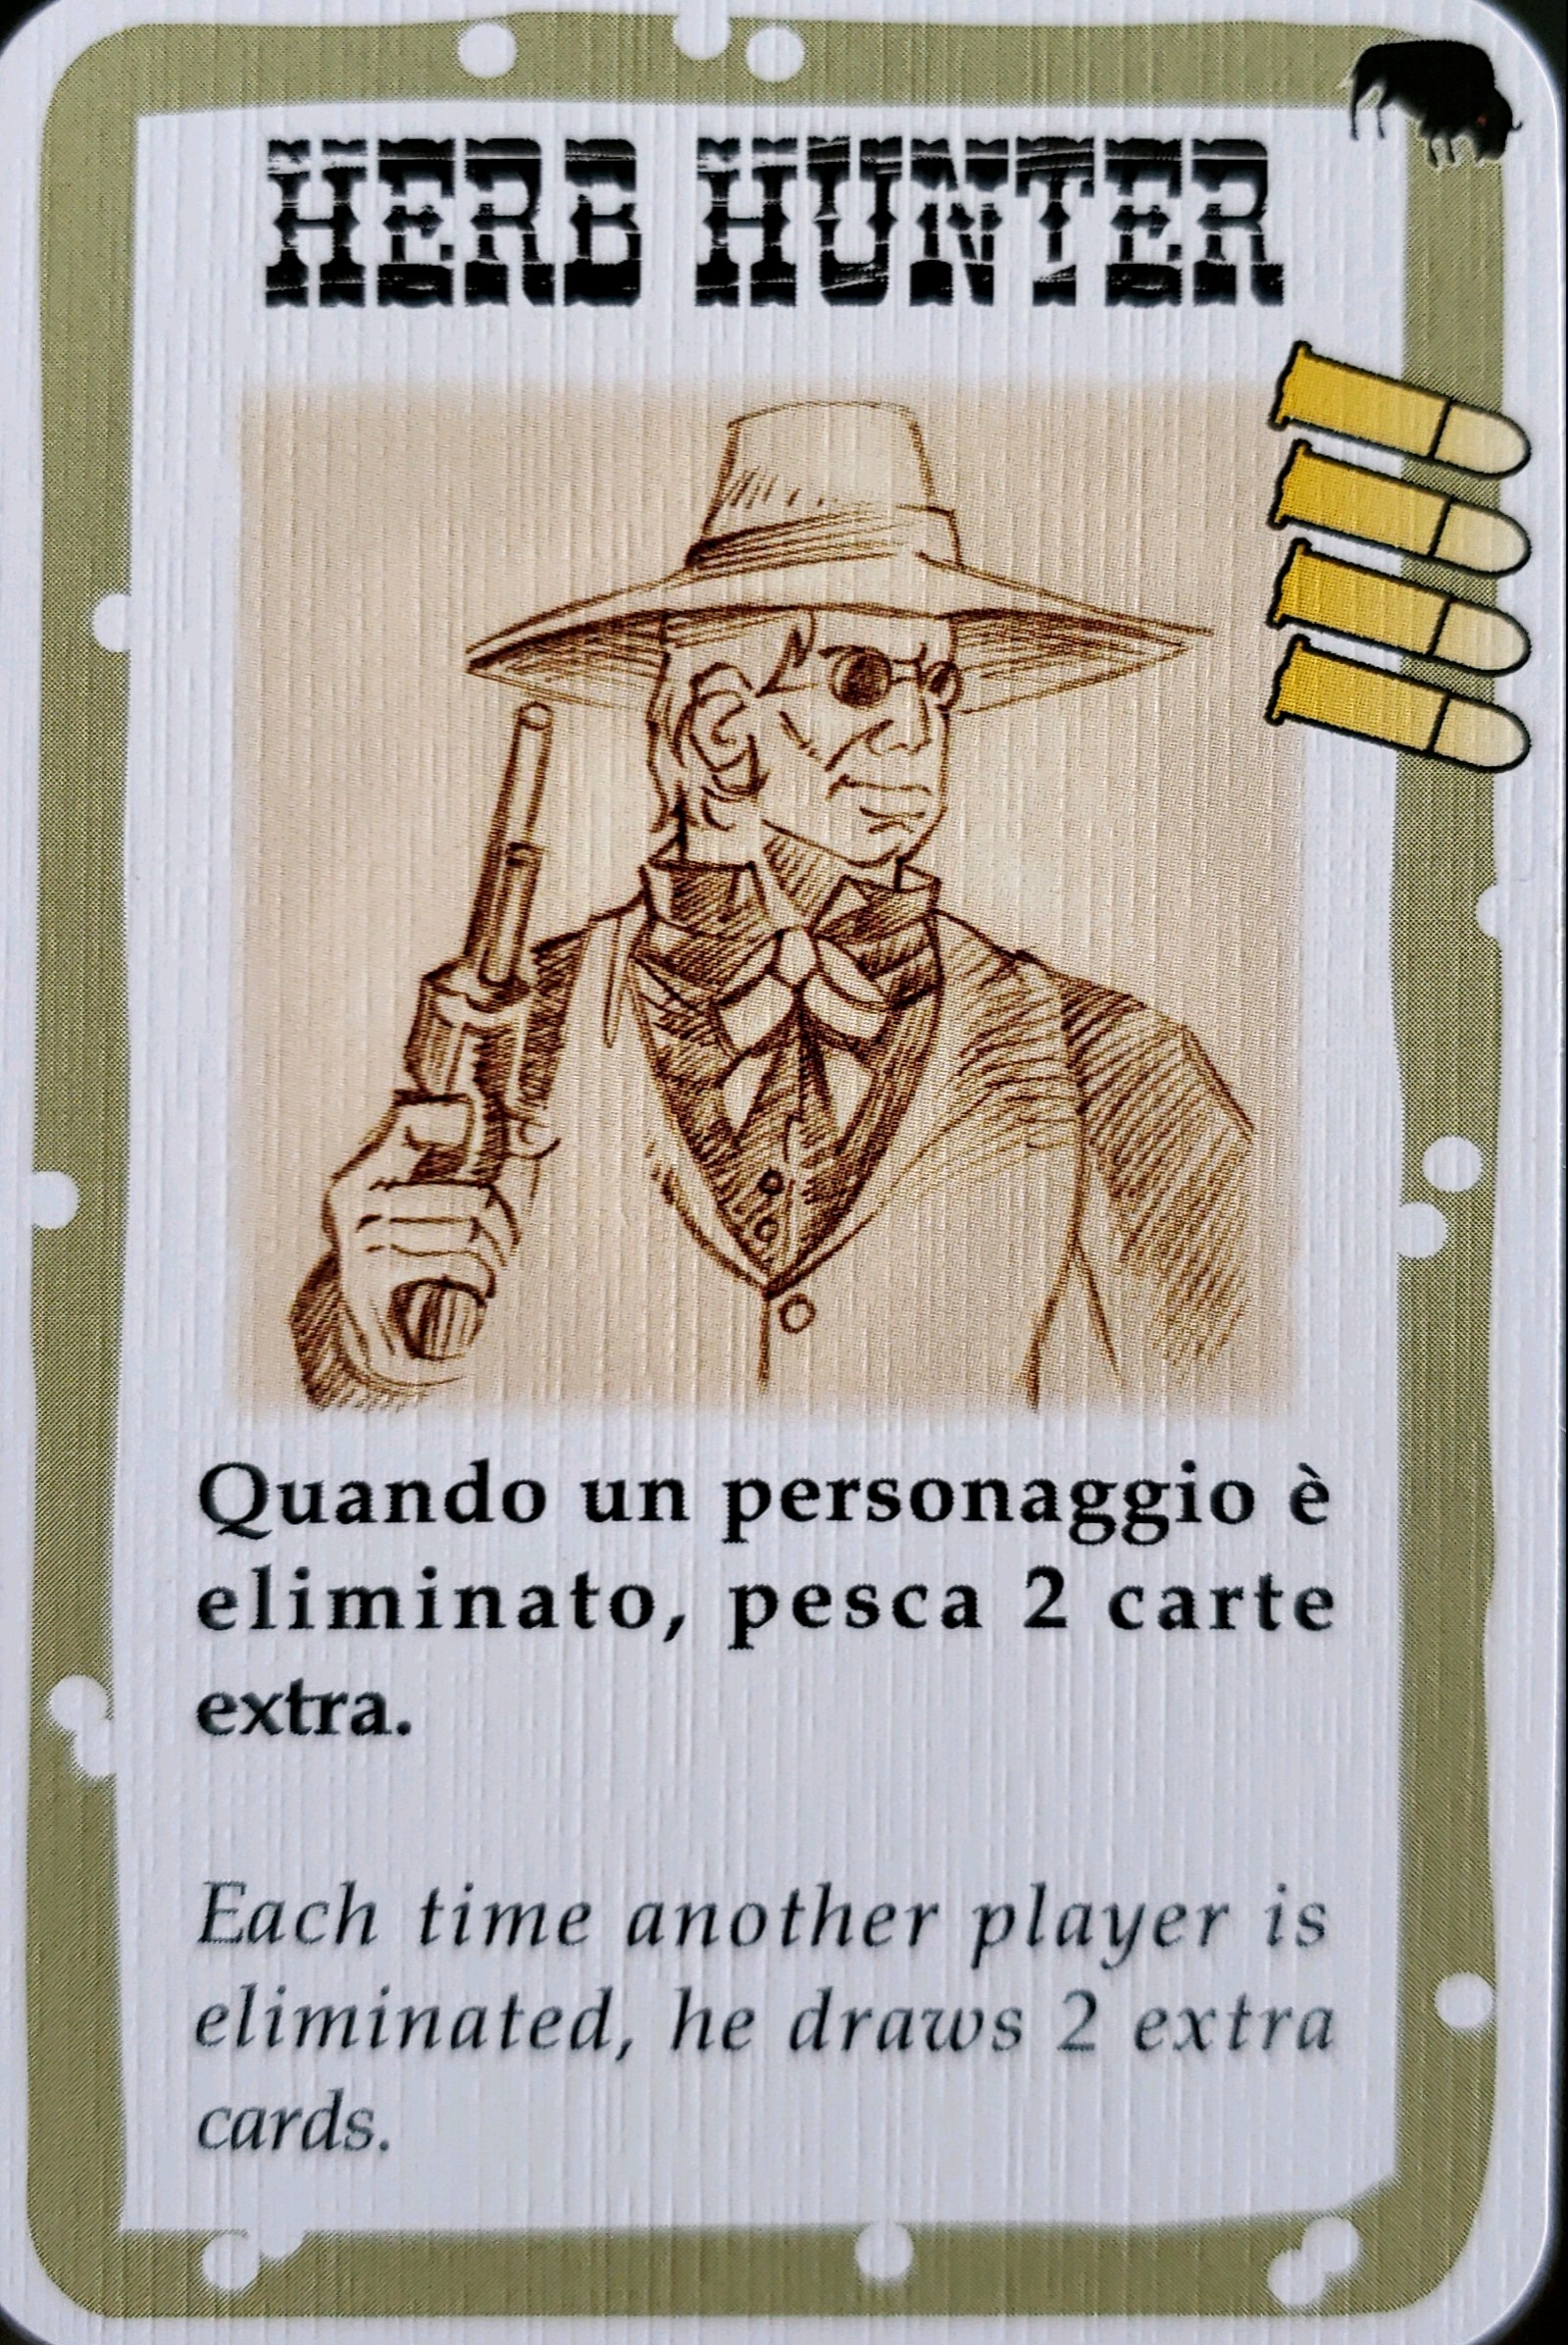 HERB HUNTER
Quando un personaggio è
eliminato, pesca 2 carte
extra.
Each time another player is
eliminated, he draws 2 extra
cards.